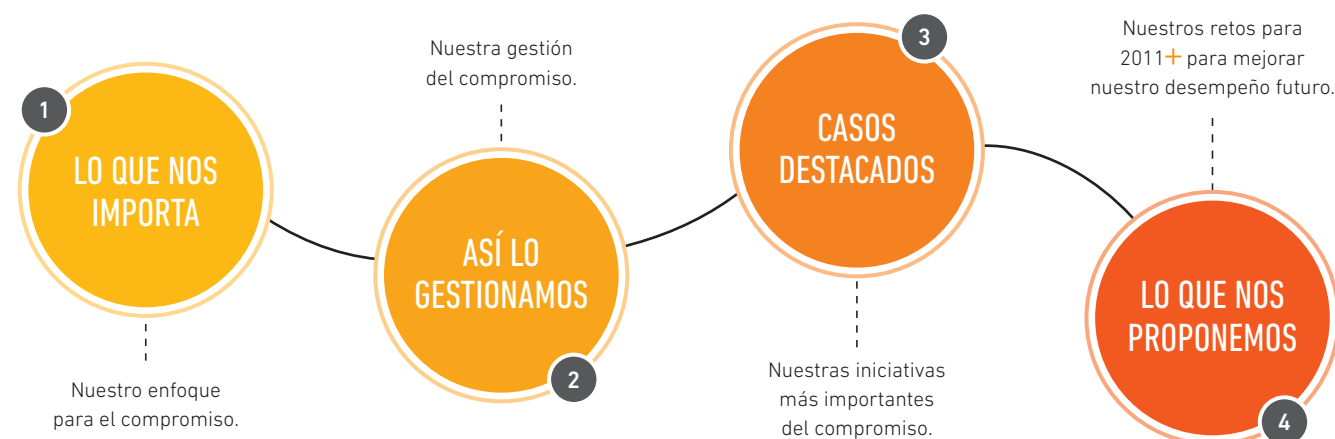 1
LO QUE NOS
IMPORTA
Nuestro enfoque
para el compromiso.
Nuestra gestión
del compromiso.
ASÍ LO
GESTIONAMOS
2
3
CASOS
DESTACADOS
Nuestras iniciativas
más importantes
del compromiso.
Nuestros retos para
2011+ para mejorar
nuestro desempeño futuro.
LO QUE NOS
PROPONEMOS
4